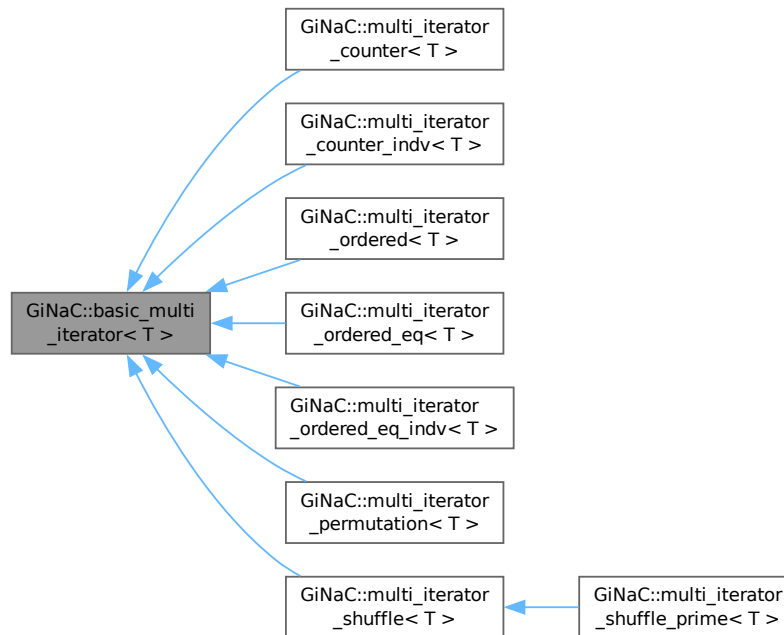 GiNaC::multi_iterator
_counter< T >
GiNaC::multi_iterator
_counter_indv< T >
GiNaC::multi_iterator
_ordered< T >
GiNaC::basic_multi
_iterator< T >
GiNaC::multi_iterator
_ordered_eq< T >
GiNaC::multi_iterator
_ordered_eq_indv< T >
GiNaC::multi_iterator
_permutation< T >
GiNaC::multi_iterator
_shuffle< T >
GiNaC::multi_iterator
_shuffle_prime< T >